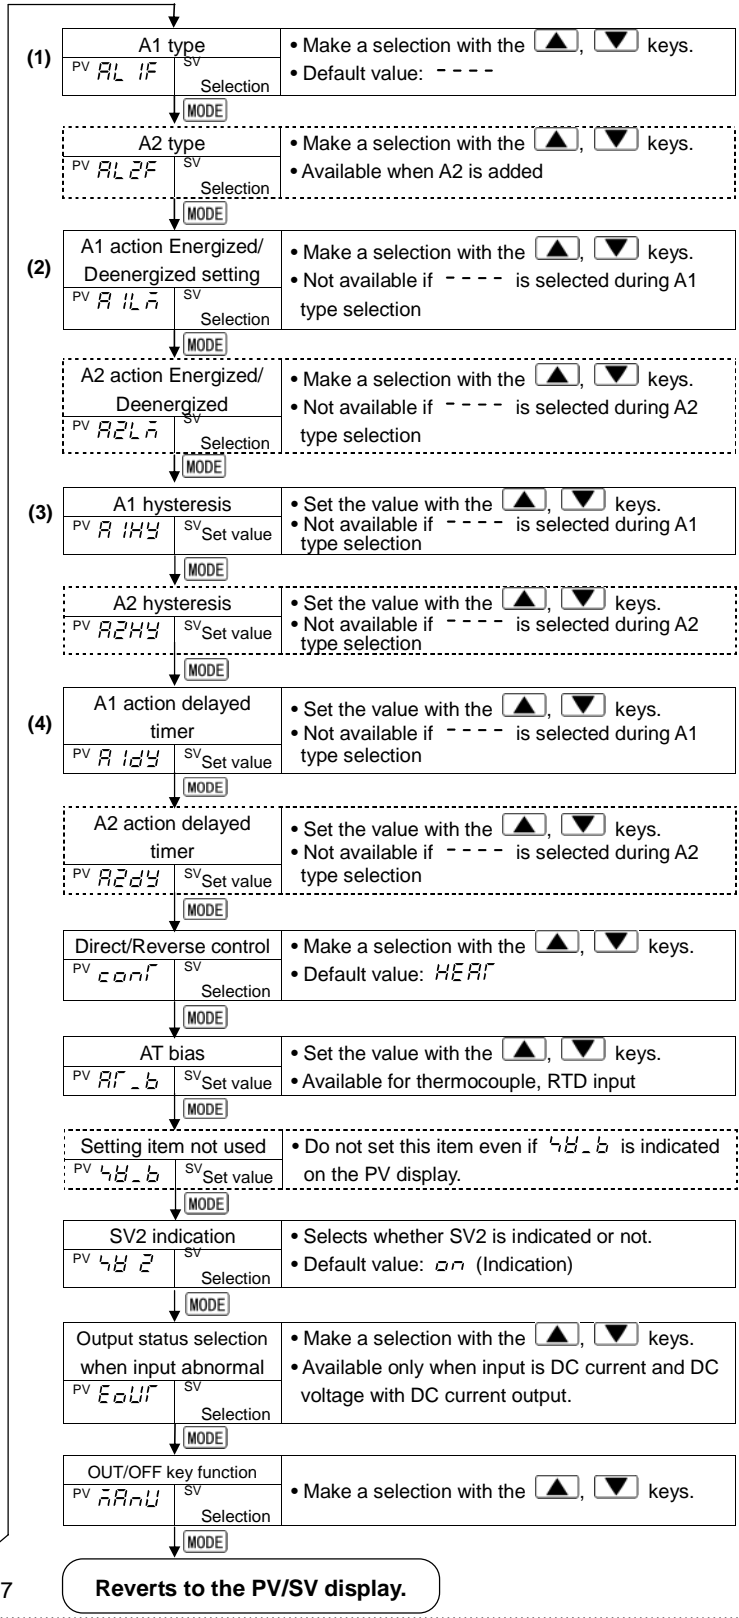 A1 type
• Make a selection with the ▲, ▼ keys.
(1)
PV AL 1F SV Selection
• Default value: ----
MODE
A2 type
• Make a selection with the ▲, ▼ keys.
PV AL2F SV Selection
• Available when A2 is added
MODE
(2)
A1 action Energized/
Deenergized setting
PV A1LM SV Selection
• Make a selection with the ▲, ▼ keys.
• Not available if ---- is selected during A1
type selection
MODE
A2 action Energized/
Deenergized
PV A2LM SV Selection
• Make a selection with the ▲, ▼ keys.
• Not available if ---- is selected during A2
type selection
MODE
(3)
A1 hysteresis
PV A1HY SV Set value
• Set the value with the ▲, ▼ keys.
• Not available if ---- is selected during A1
type selection
MODE
A2 hysteresis
PV A2HY SV Set value
• Set the value with the ▲, ▼ keys.
• Not available if ---- is selected during A2
type selection
MODE
(4)
A1 action delayed
timer
PV A1dY SV Set value
• Set the value with the ▲, ▼ keys.
• Not available if ---- is selected during A1
type selection
MODE
A2 action delayed
timer
PV A2dY SV Set value
• Set the value with the ▲, ▼ keys.
• Not available if ---- is selected during A2
type selection
MODE
Direct/Reverse control
PV conT SV Selection
• Make a selection with the ▲, ▼ keys.
• Default value: HEAT
MODE
AT bias
PV AT_b SV Set value
• Set the value with the ▲, ▼ keys.
• Available for thermocouple, RTD input
MODE
Setting item not used
PV SV_b SV Set value
• Do not set this item even if SV_b is indicated
on the PV display.
MODE
SV2 indication
PV SV 2 SV Selection
• Selects whether SV2 is indicated or not.
• Default value: on (Indication)
MODE
Output status selection
when input abnormal
PV EoUT SV Selection
• Make a selection with the ▲, ▼ keys.
• Available only when input is DC current and DC
voltage with DC current output.
MODE
OUT/OFF key function
PV MAnU SV Selection
• Make a selection with the ▲, ▼ keys.
MODE
Reverts to the PV/SV display.
7